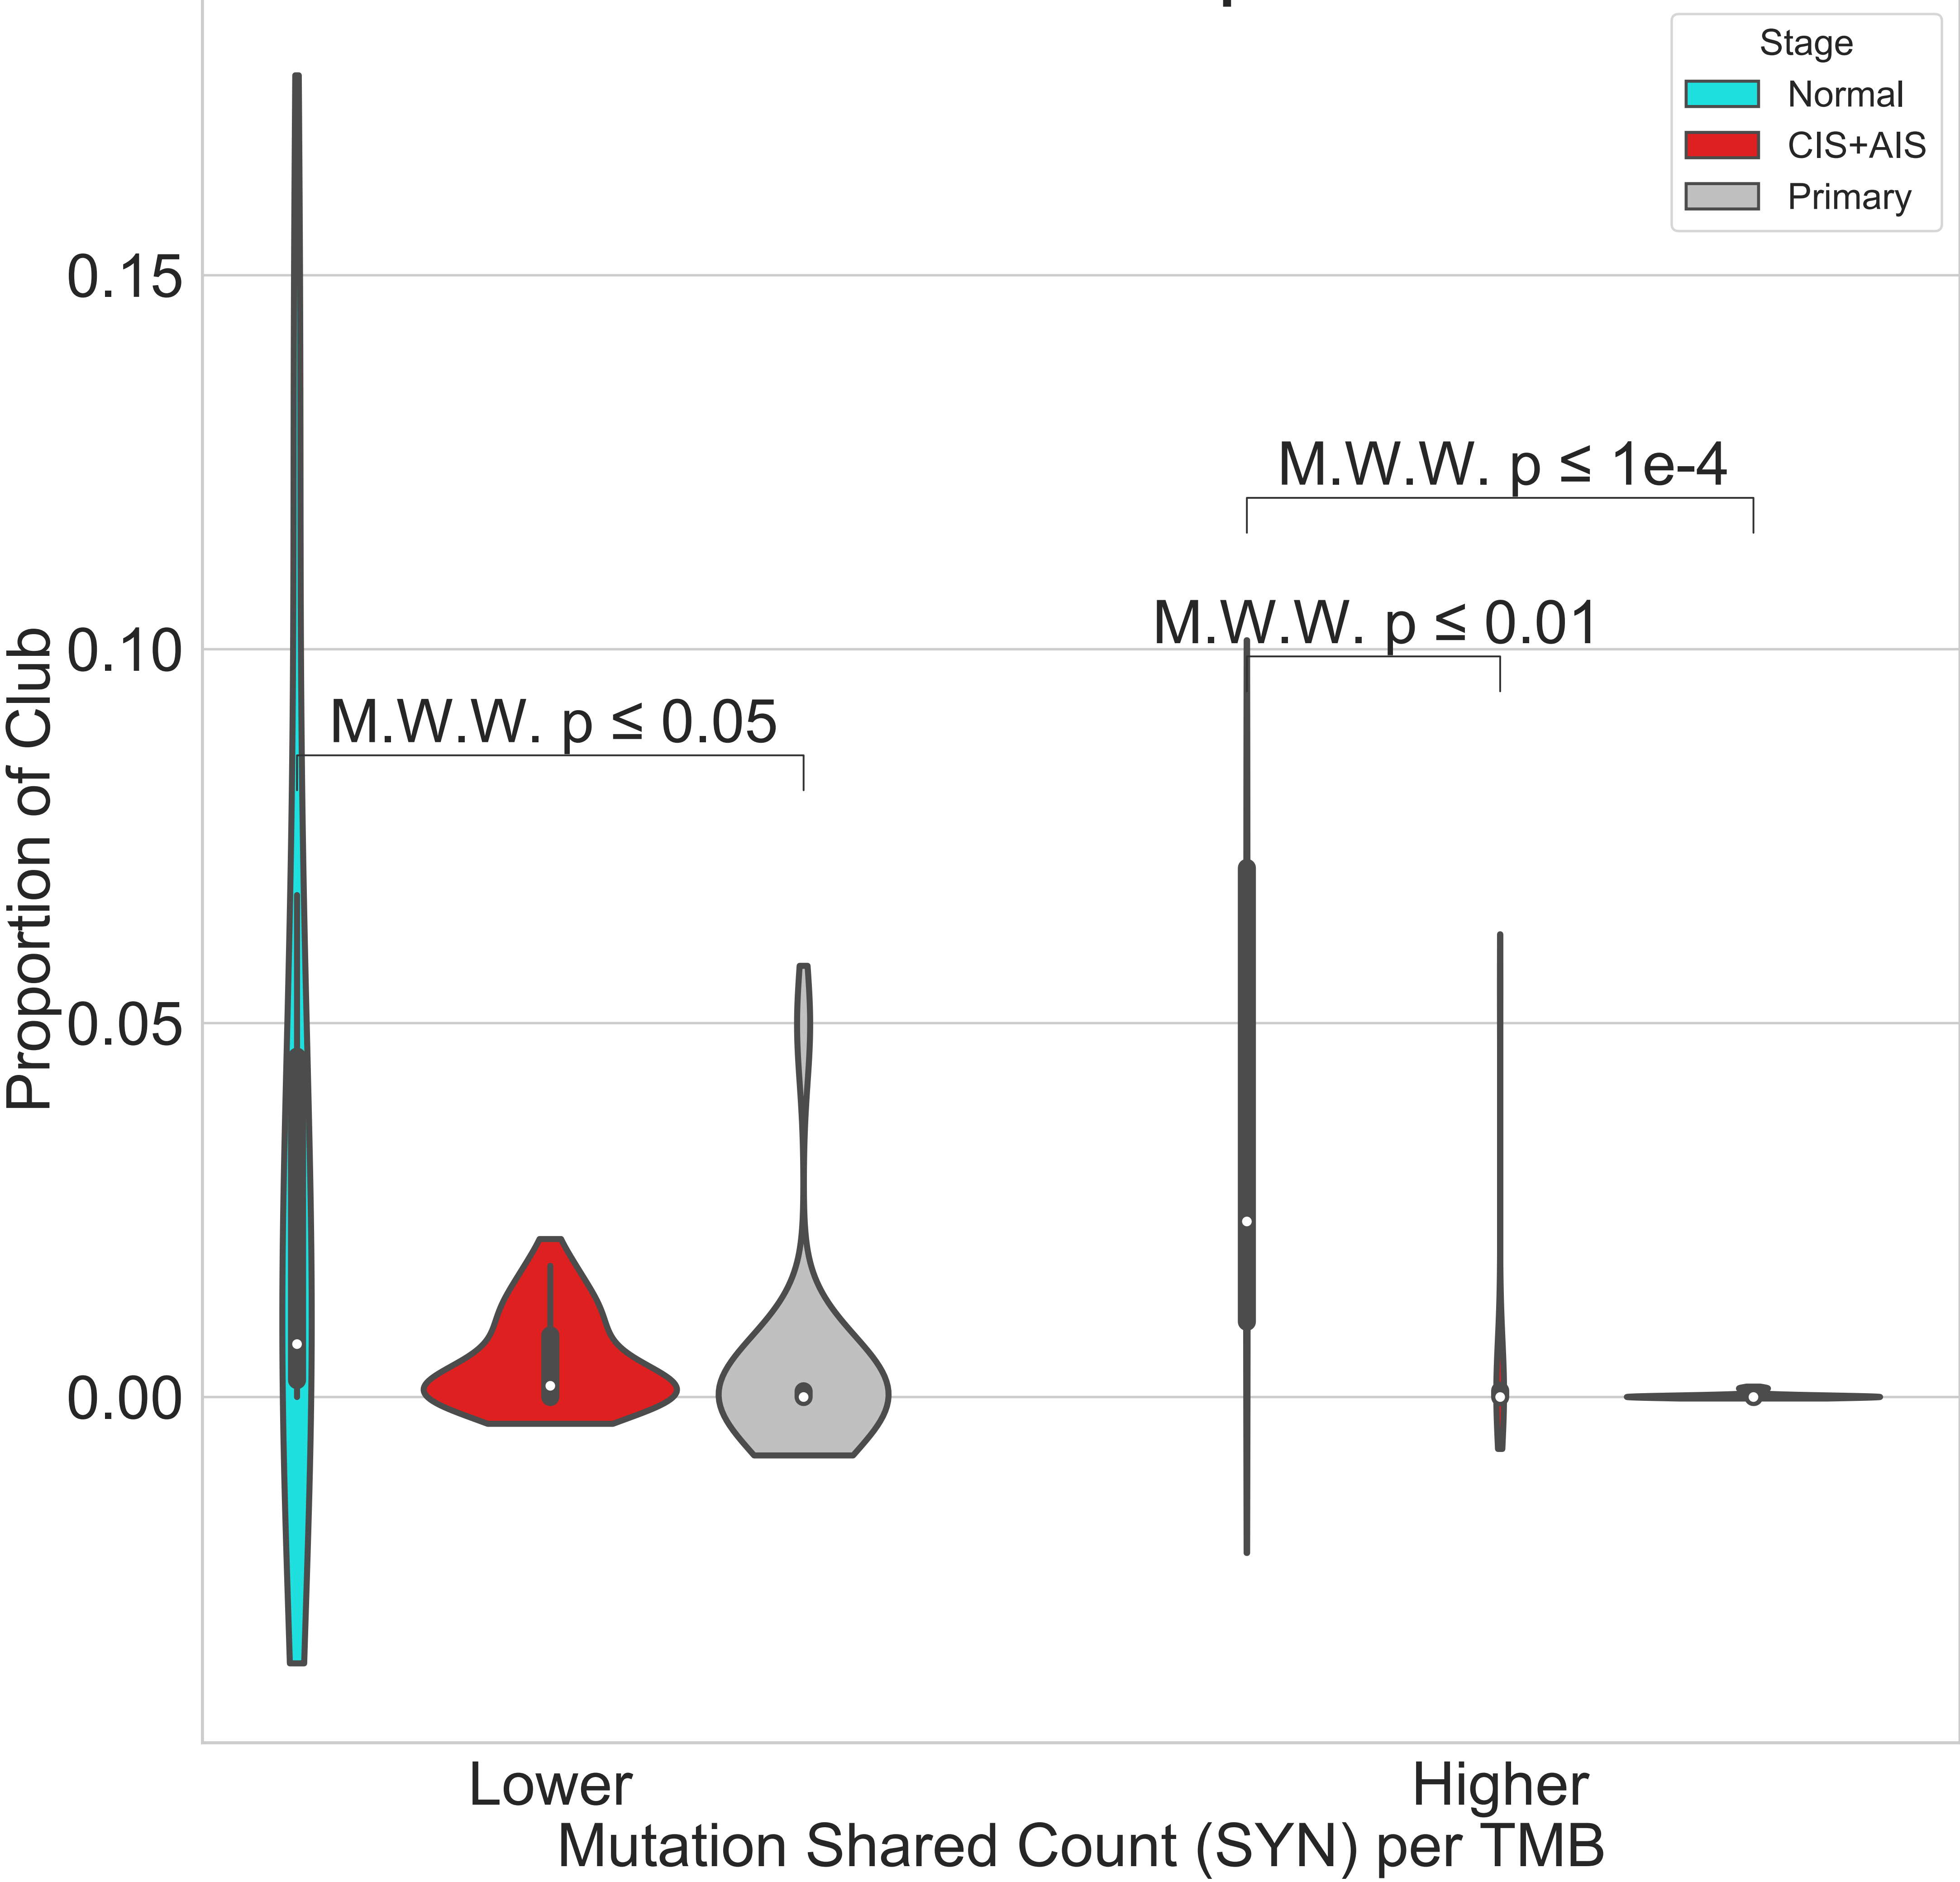 Stage
Normal
CIS+AIS
Primary
0.15
M.W.W. p ≤ 1e-4
M.W.W. p ≤ 0.01
0.10
M.W.W. p ≤ 0.05
Proportion of Club
0.05
0.00
Lower
Higher
Mutation Shared Count (SYN) per TMB